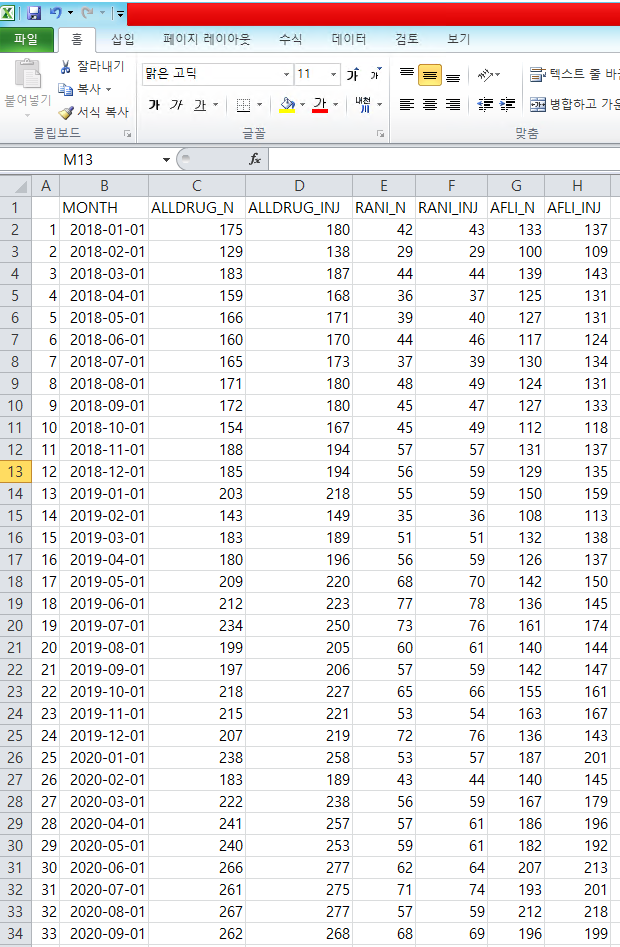 파일 홈 삽입 페이지 레이아웃 수식 데이터 검토 보기
잘라내기
맑은 고딕 11 가 가 텍스트 줄 바
붙여넣기 복사
서식 복사 가 가 가 가 내천 병합하고 가운
클립보드 글꼴 맞춤
M13 fx
A B C D E F G H
1 MONTH ALLDRUG_N ALLDRUG_INJ RANI_N RANI_INJ AFLI_N AFLI_INJ
2 1 2018-01-01 175 180 42 43 133 137
3 2 2018-02-01 129 138 29 29 100 109
4 3 2018-03-01 183 187 44 44 139 143
5 4 2018-04-01 159 168 36 37 125 131
6 5 2018-05-01 166 171 39 40 127 131
7 6 2018-06-01 160 170 44 46 117 124
8 7 2018-07-01 165 173 37 39 130 134
9 8 2018-08-01 171 180 48 49 124 131
10 9 2018-09-01 172 180 45 47 127 133
11 10 2018-10-01 154 167 45 49 112 118
12 11 2018-11-01 188 194 57 57 131 137
13 12 2018-12-01 185 194 56 59 129 135
14 13 2019-01-01 203 218 55 59 150 159
15 14 2019-02-01 143 149 35 36 108 113
16 15 2019-03-01 183 189 51 51 132 138
17 16 2019-04-01 180 196 56 59 126 137
18 17 2019-05-01 209 220 68 70 142 150
19 18 2019-06-01 212 223 77 78 136 145
20 19 2019-07-01 234 250 73 76 161 174
21 20 2019-08-01 199 205 60 61 140 144
22 21 2019-09-01 197 206 57 59 142 147
23 22 2019-10-01 218 227 65 66 155 161
24 23 2019-11-01 215 221 53 54 163 167
25 24 2019-12-01 207 219 72 76 136 143
26 25 2020-01-01 238 258 53 57 187 201
27 26 2020-02-01 183 189 43 44 140 145
28 27 2020-03-01 222 238 56 59 167 179
29 28 2020-04-01 241 257 57 61 186 196
30 29 2020-05-01 240 253 59 61 182 192
31 30 2020-06-01 266 277 62 64 207 213
32 31 2020-07-01 261 275 71 74 193 201
33 32 2020-08-01 267 277 57 59 212 218
34 33 2020-09-01 262 268 68 69 196 199